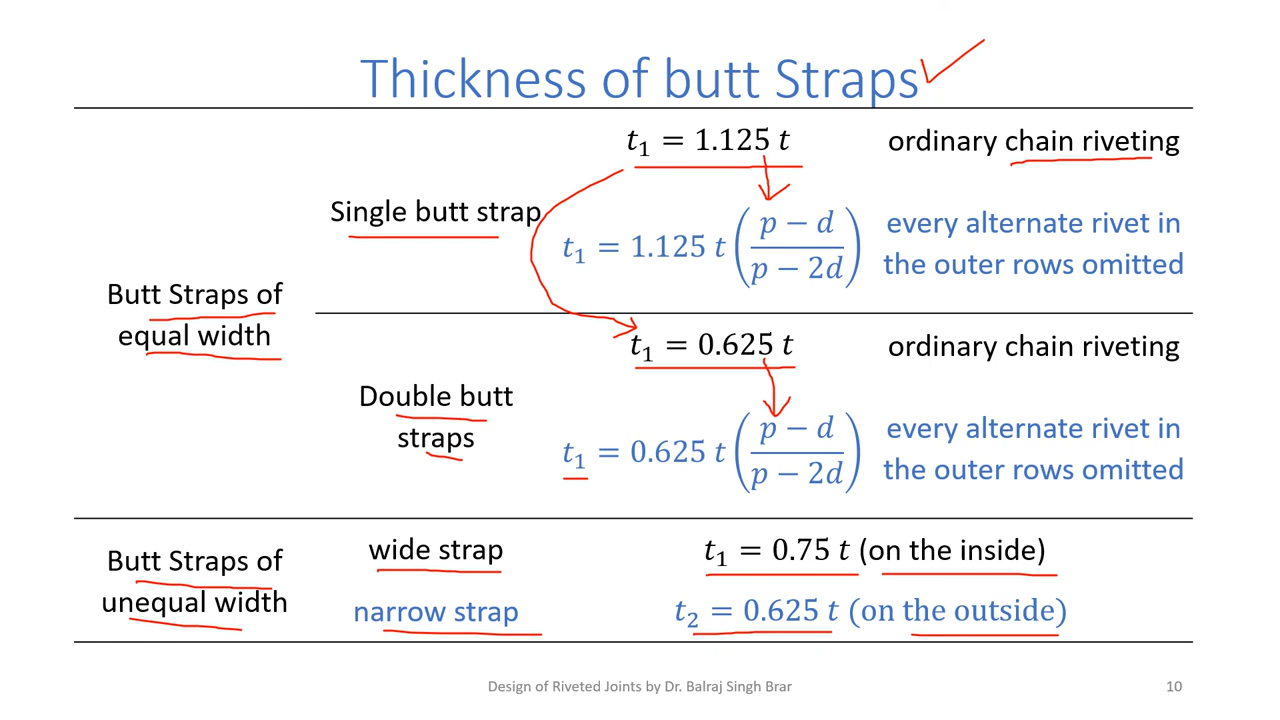 Thickness of butt Straps
t₁ = 1.125 t ordinary chain riveting
Single butt strap
t₁ = 1.125 t ((p − d)/(p − 2d)) every alternate rivet in
the outer rows omitted
Butt Straps of
equal width
t₁ = 0.625 t ordinary chain riveting
Double butt
straps
t₁ = 0.625 t ((p − d)/(p − 2d)) every alternate rivet in
the outer rows omitted
Butt Straps of
unequal width
wide strap t₁ = 0.75 t (on the inside)
narrow strap t₂ = 0.625 t (on the outside)
Design of Riveted Joints by Dr. Balraj Singh Brar 10